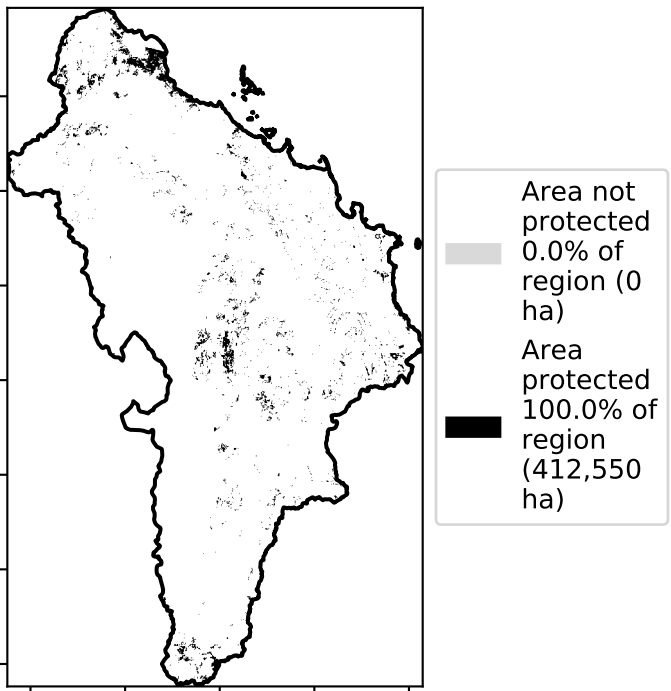 Area not
protected
0.0% of
region (0
ha)
Area
protected
100.0% of
region
(412,550
ha)